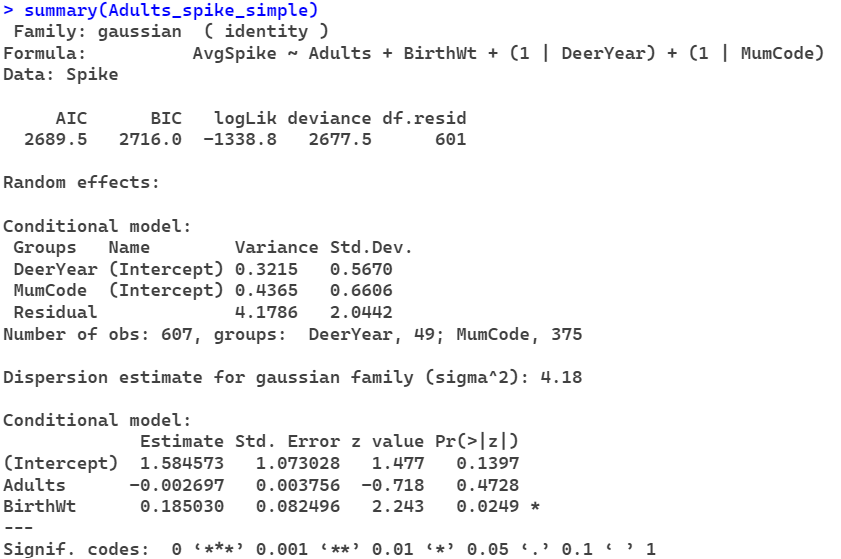 > summary(Adults_spike_simple)
 Family: gaussian  ( identity )
Formula:          AvgSpike ~ Adults + BirthWt + (1 | DeerYear) + (1 | MumCode)
Data: Spike

     AIC      BIC   logLik deviance df.resid
  2689.5   2716.0  -1338.8   2677.5      601

Random effects:

Conditional model:
 Groups   Name        Variance Std.Dev.
 DeerYear (Intercept) 0.3215   0.5670
 MumCode  (Intercept) 0.4365   0.6606
 Residual             4.1786   2.0442
Number of obs: 607, groups:  DeerYear, 49; MumCode, 375

Dispersion estimate for gaussian family (sigma^2): 4.18

Conditional model:
             Estimate Std. Error z value Pr(>|z|)
(Intercept)  1.584573   1.073028   1.477   0.1397
Adults      -0.002697   0.003756  -0.718   0.4728
BirthWt      0.185030   0.082496   2.243   0.0249 *
---
Signif. codes:  0 ‘***’ 0.001 ‘**’ 0.01 ‘*’ 0.05 ‘.’ 0.1 ‘ ’ 1